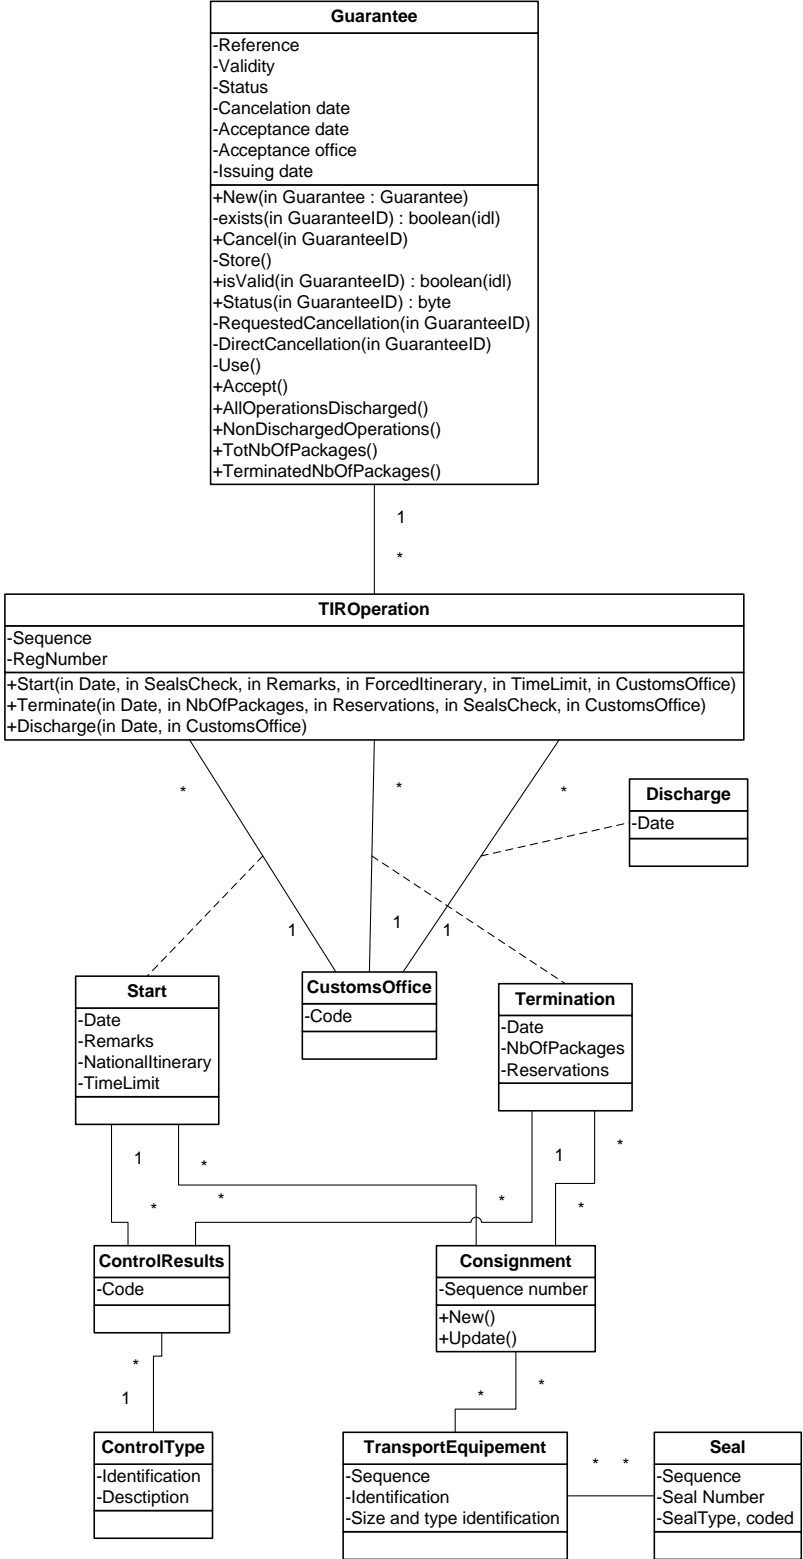 Guarantee
-Reference
-Validity
-Status
-Cancelation date
-Acceptance date
-Acceptance office
-Issuing date
+New(in Guarantee : Guarantee)
-exists(in GuaranteeID) : boolean(idl)
+Cancel(in GuaranteeID)
-Store()
+isValid(in GuaranteeID) : boolean(idl)
+Status(in GuaranteeID) : byte
-RequestedCancellation(in GuaranteeID)
-DirectCancellation(in GuaranteeID)
-Use()
+Accept()
+AllOperationsDischarged()
+NonDischargedOperations()
+TotNbOfPackages()
+TerminatedNbOfPackages()
1
*
TIROperation
-Sequence
-RegNumber
+Start(in Date, in SealsCheck, in Remarks, in ForcedItinerary, in TimeLimit, in CustomsOffice)
+Terminate(in Date, in NbOfPackages, in Reservations, in SealsCheck, in CustomsOffice)
+Discharge(in Date, in CustomsOffice)
* * *
Discharge
-Date
1 1 1
Start
-Date
-Remarks
-NationalItinerary
-TimeLimit
CustomsOffice
-Code
Termination
-Date
-NbOfPackages
-Reservations
1 * 1 *
* * * *
ControlResults
-Code
Consignment
-Sequence number
+New()
+Update()
*
1
*
*
ControlType
-Identification
-Desctiption
TransportEquipement
-Sequence
-Identification
-Size and type identification
* *
Seal
-Sequence
-Seal Number
-SealType, coded